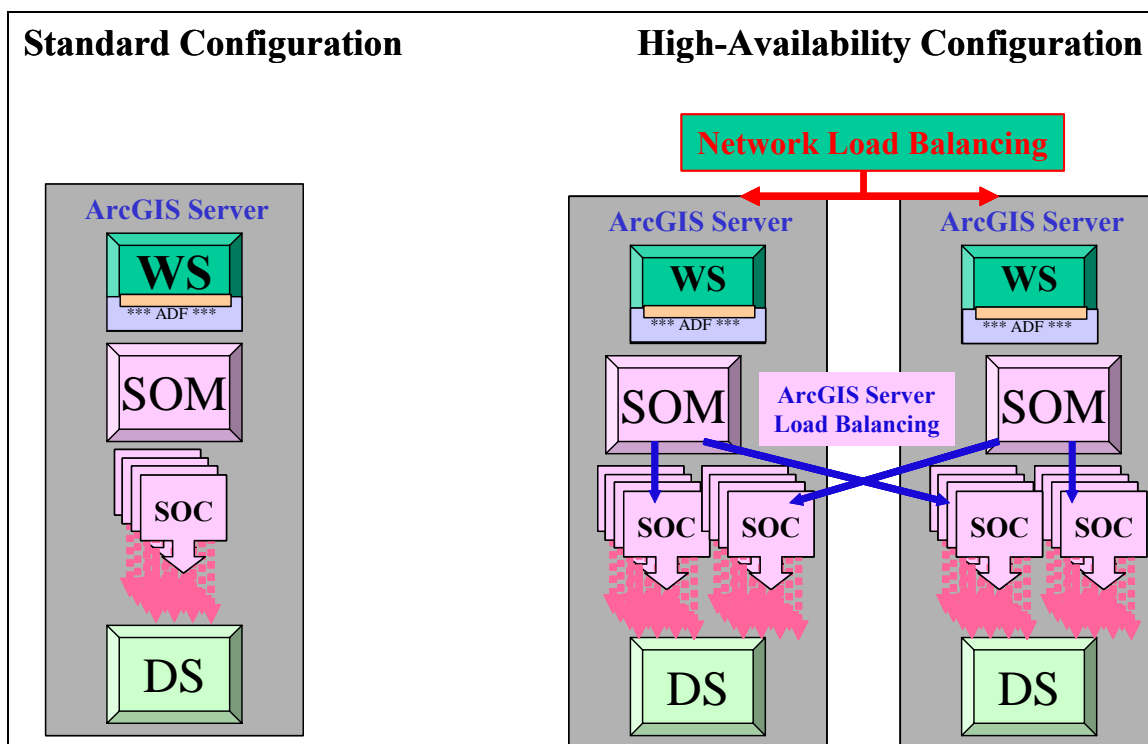 Standard Configuration
High-Availability Configuration
Network Load Balancing
ArcGIS Server
WS
*** ADF ***
SOM
SOC
DS
ArcGIS Server
WS
*** ADF ***
SOM
SOC
SOC
DS
ArcGIS Server
Load Balancing
ArcGIS Server
WS
*** ADF ***
SOM
SOC
SOC
DS